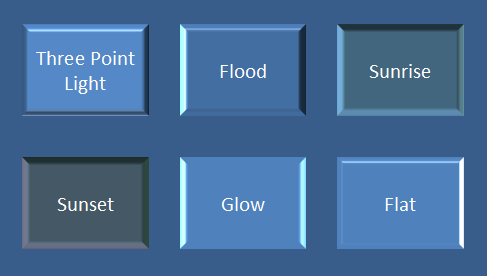 Three Point
Light
Flood
Sunrise
Sunset
Glow
Flat